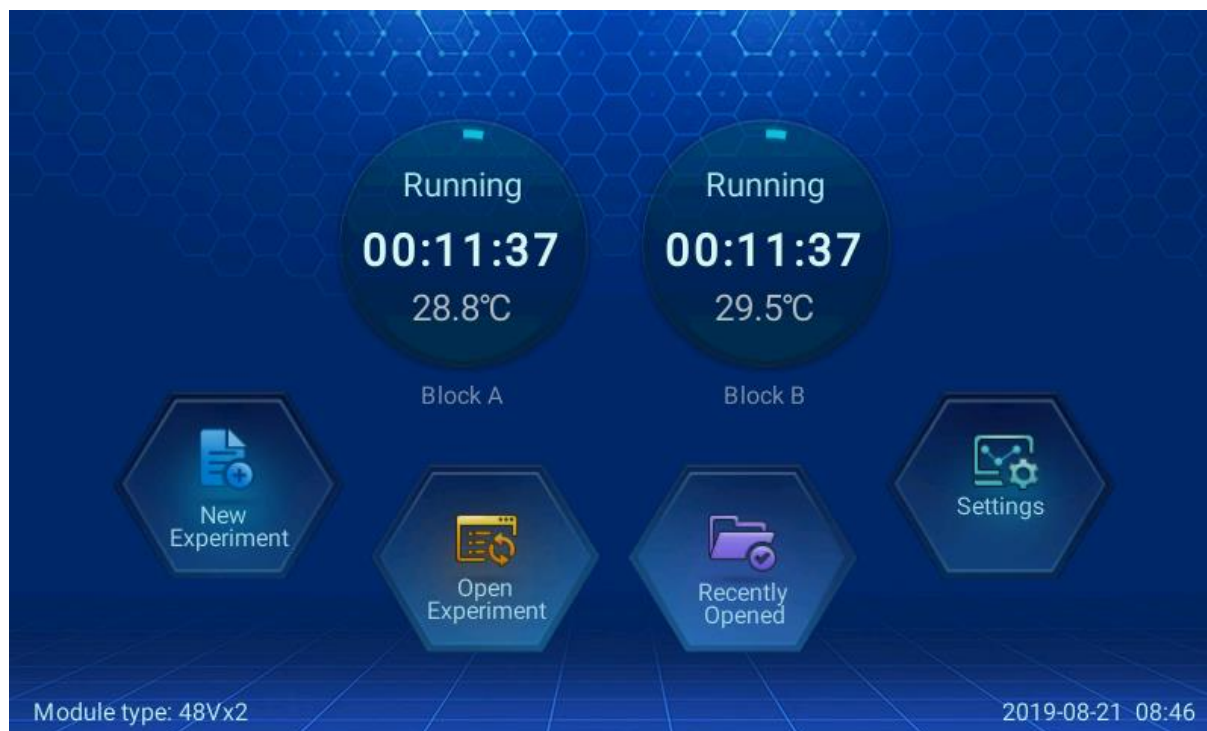 Running
00:11:37
28.8℃
Block A
Running
00:11:37
29.5℃
Block B
New
Experiment
Open
Experiment
Recently
Opened
Settings
Module type: 48Vx2
2019-08-21 08:46